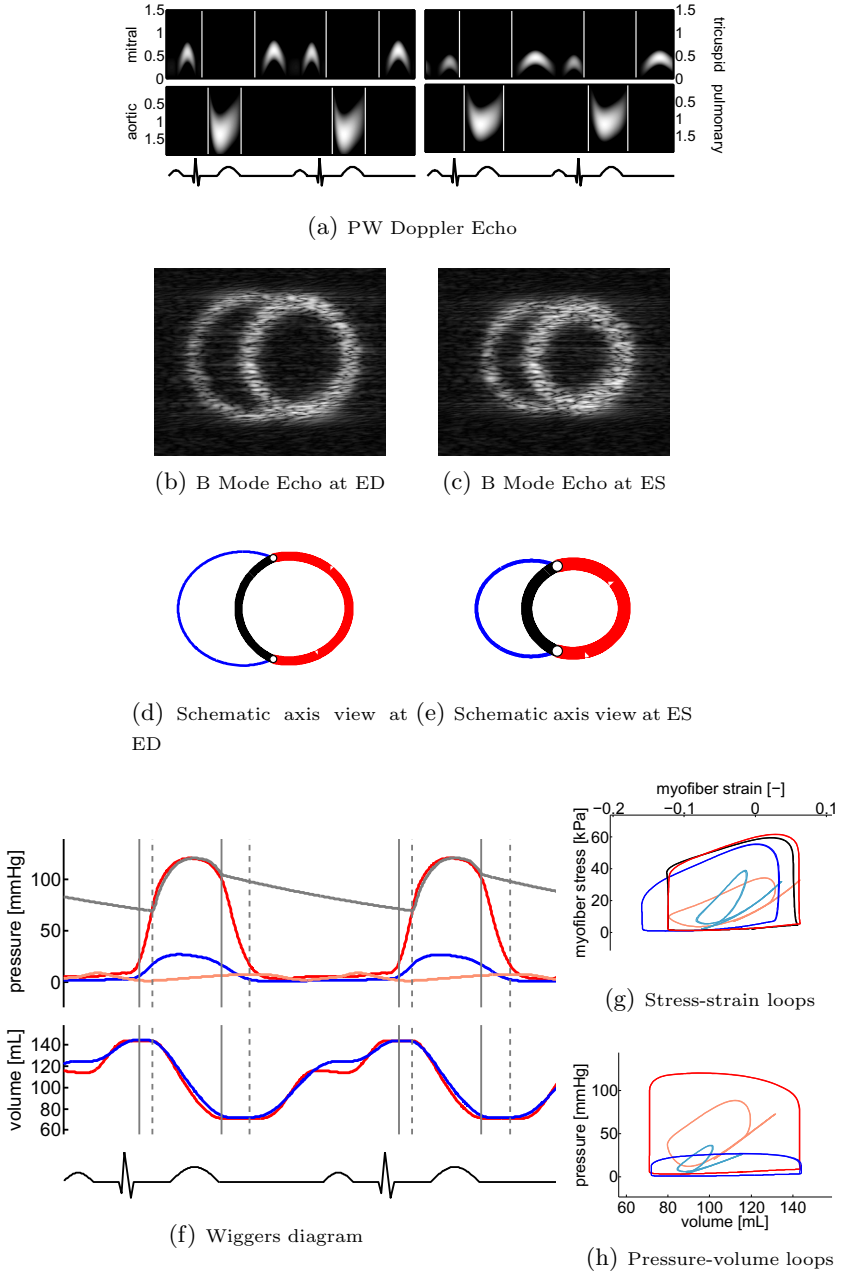 mitral
1.5
1
0.5
0
1.5
1
0.5
0
tricuspid
aortic
0.5
1
1.5
0.5
1
1.5
pulmonary
(a) PW Doppler Echo
(b) B Mode Echo at ED
(c) B Mode Echo at ES
(d) Schematic axis view at
ED
(e) Schematic axis view at ES
pressure [mmHg]
100
50
0
volume [mL]
140
120
100
80
60
(f) Wiggers diagram
myofiber strain [−]
−0.2
−0.1
0
0.1
myofiber stress [kPa]
60
40
20
0
(g) Stress-strain loops
pressure [mmHg]
100
50
0
60
80
100
120
140
volume [mL]
(h) Pressure-volume loops